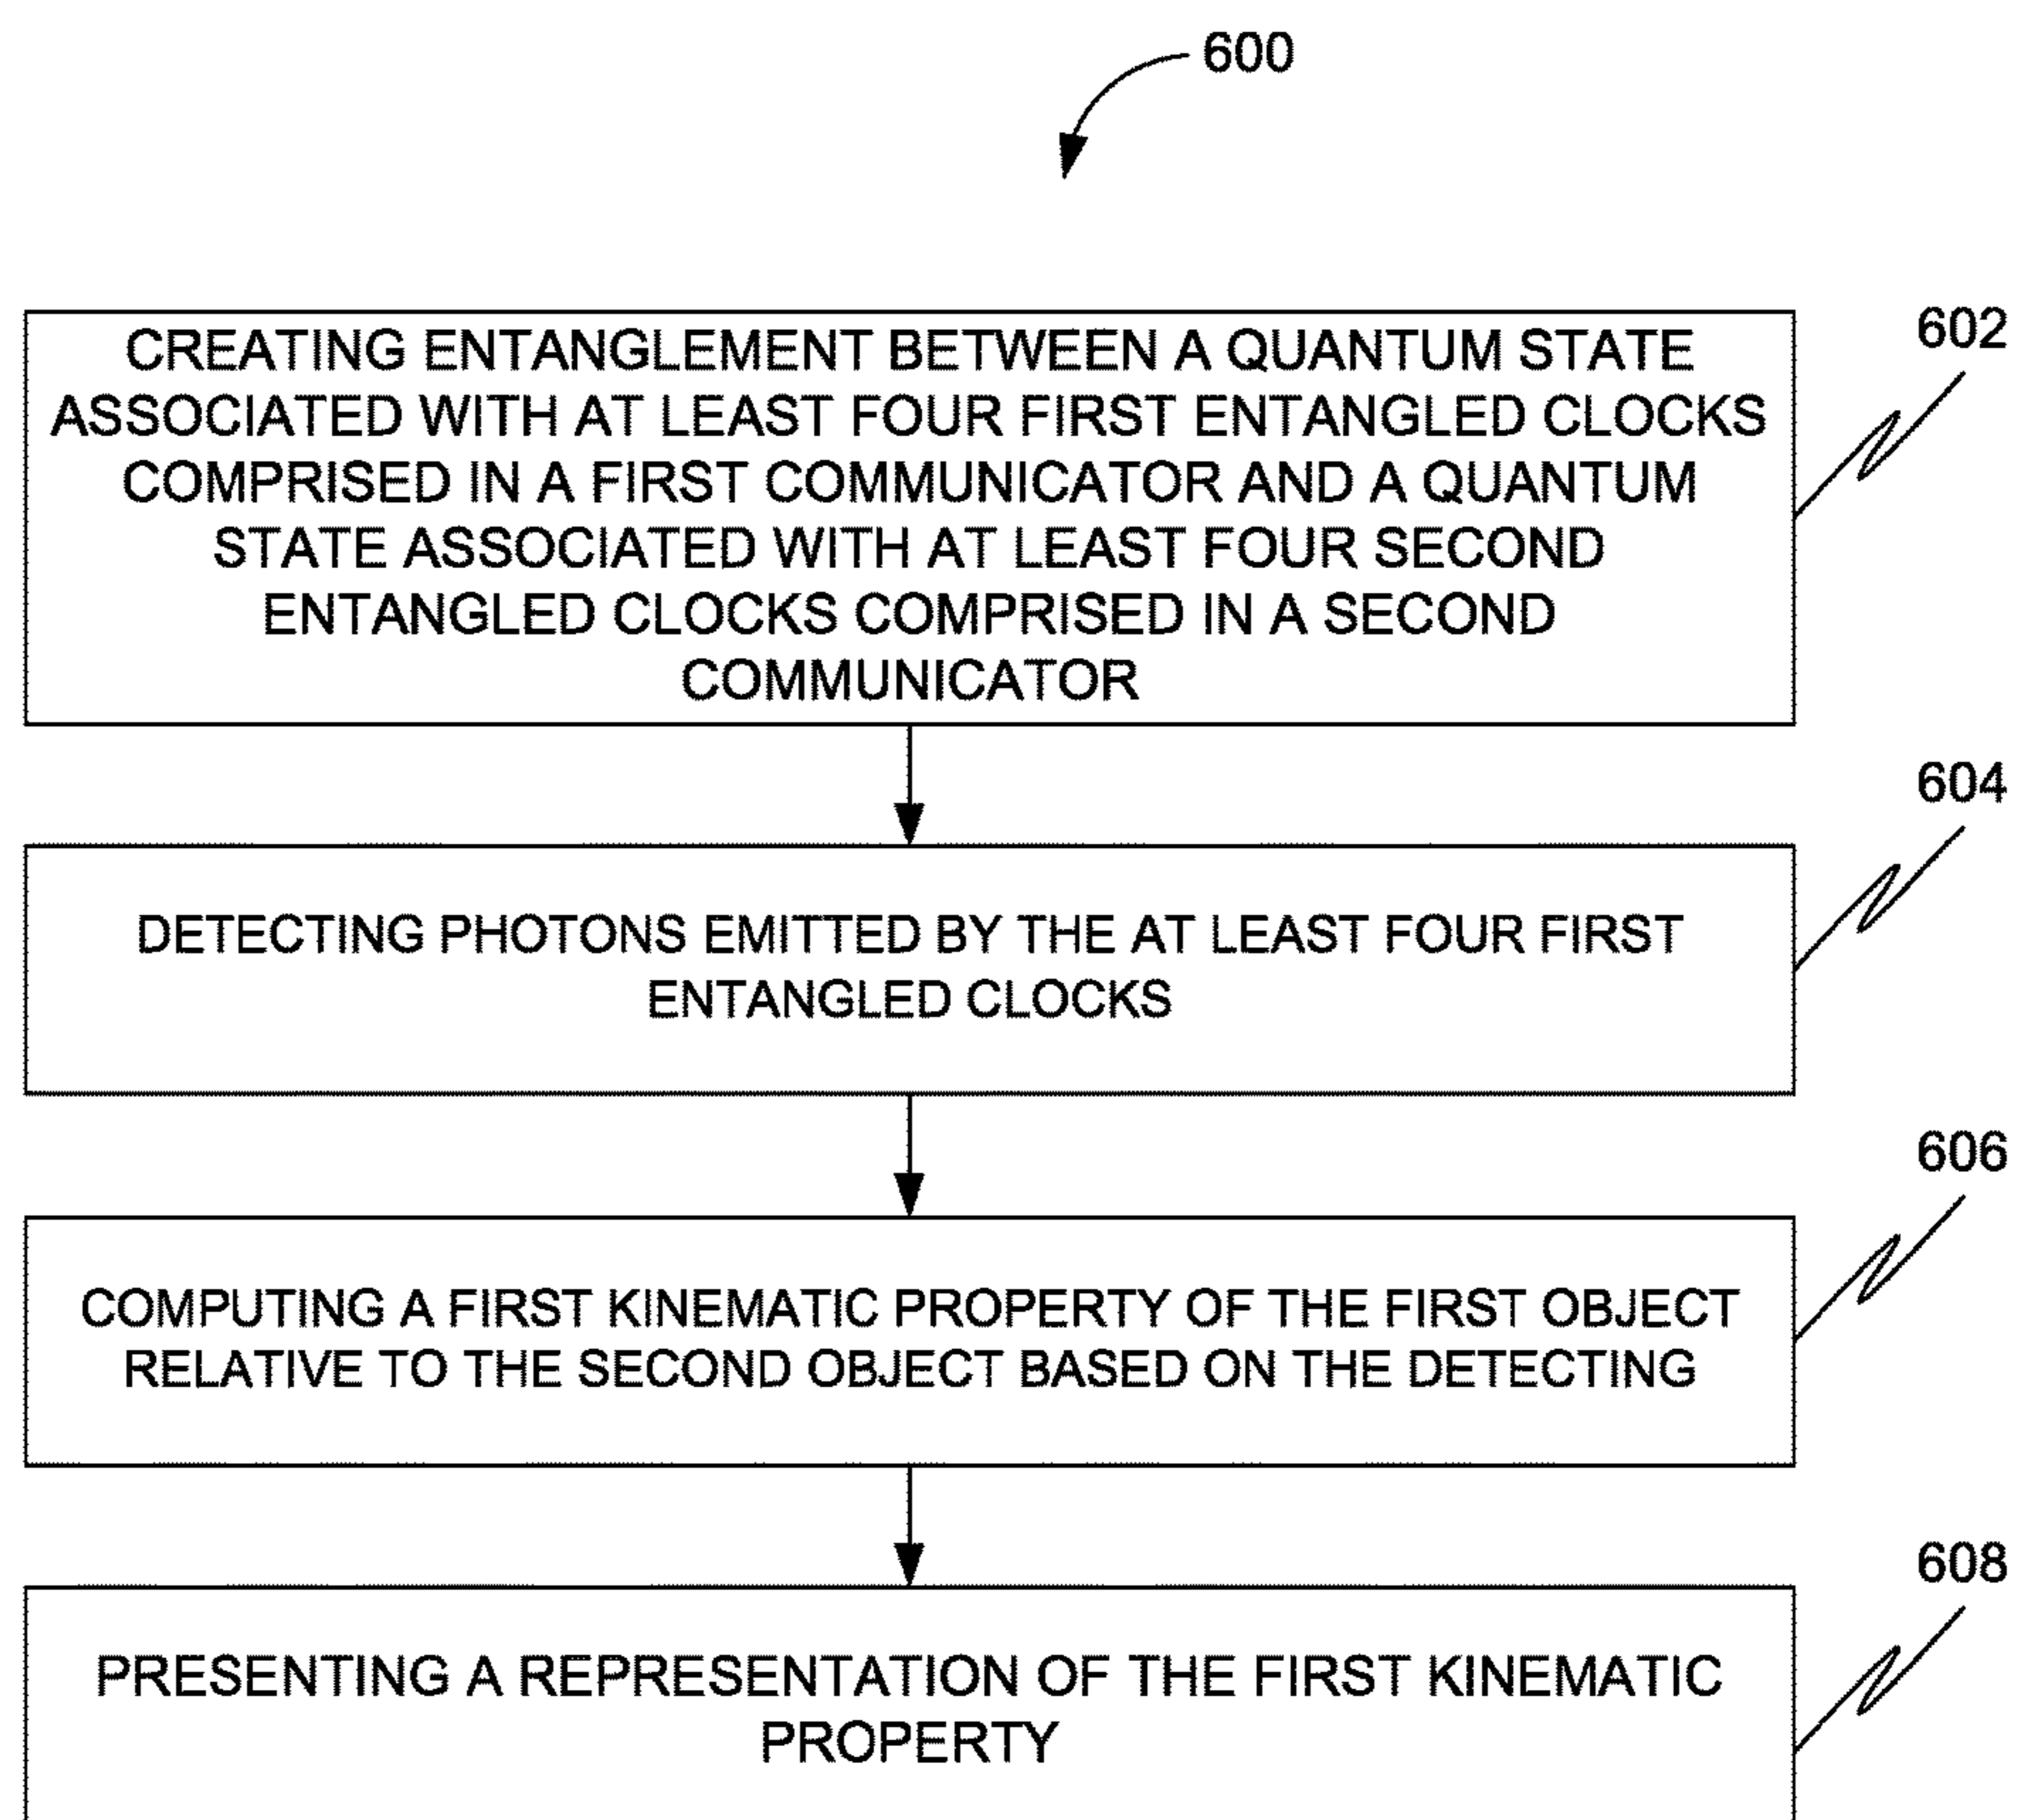 600
602
CREATING ENTANGLEMENT BETWEEN A QUANTUM STATE
ASSOCIATED WITH AT LEAST FOUR FIRST ENTANGLED CLOCKS
COMPRISED IN A FIRST COMMUNICATOR AND A QUANTUM
STATE ASSOCIATED WITH AT LEAST FOUR SECOND
ENTANGLED CLOCKS COMPRISED IN A SECOND
COMMUNICATOR
604
DETECTING PHOTONS EMITTED BY THE AT LEAST FOUR FIRST
ENTANGLED CLOCKS
606
COMPUTING A FIRST KINEMATIC PROPERTY OF THE FIRST OBJECT
RELATIVE TO THE SECOND OBJECT BASED ON THE DETECTING
608
PRESENTING A REPRESENTATION OF THE FIRST KINEMATIC
PROPERTY